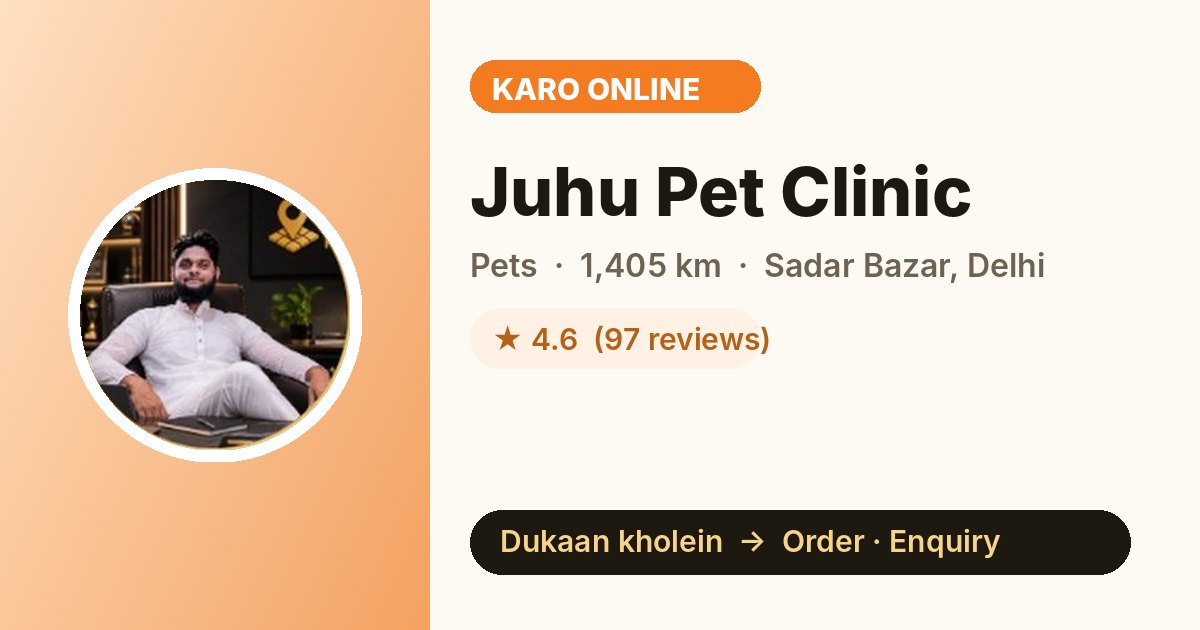 KARO ONLINE
Juhu Pet Clinic
Pets · 1,405 km · Sadar Bazar, Delhi
★ 4.6 (97 reviews)
Dukaan kholein → Order · Enquiry